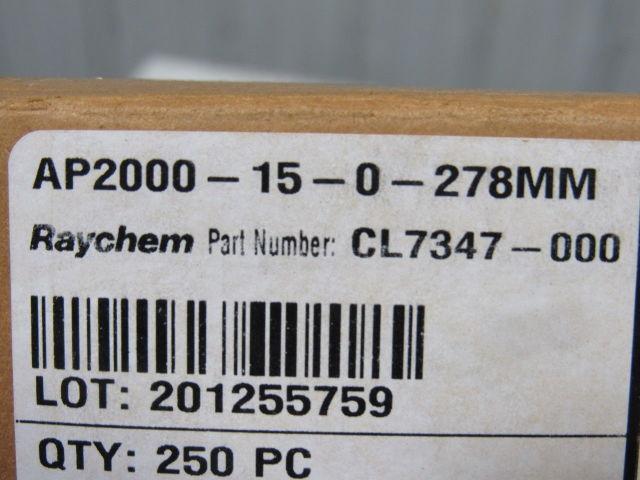 AP2000-15-0-278MM
Raychem Part Number: CL7347-000
LOT: 201255759
QTY: 250 PC